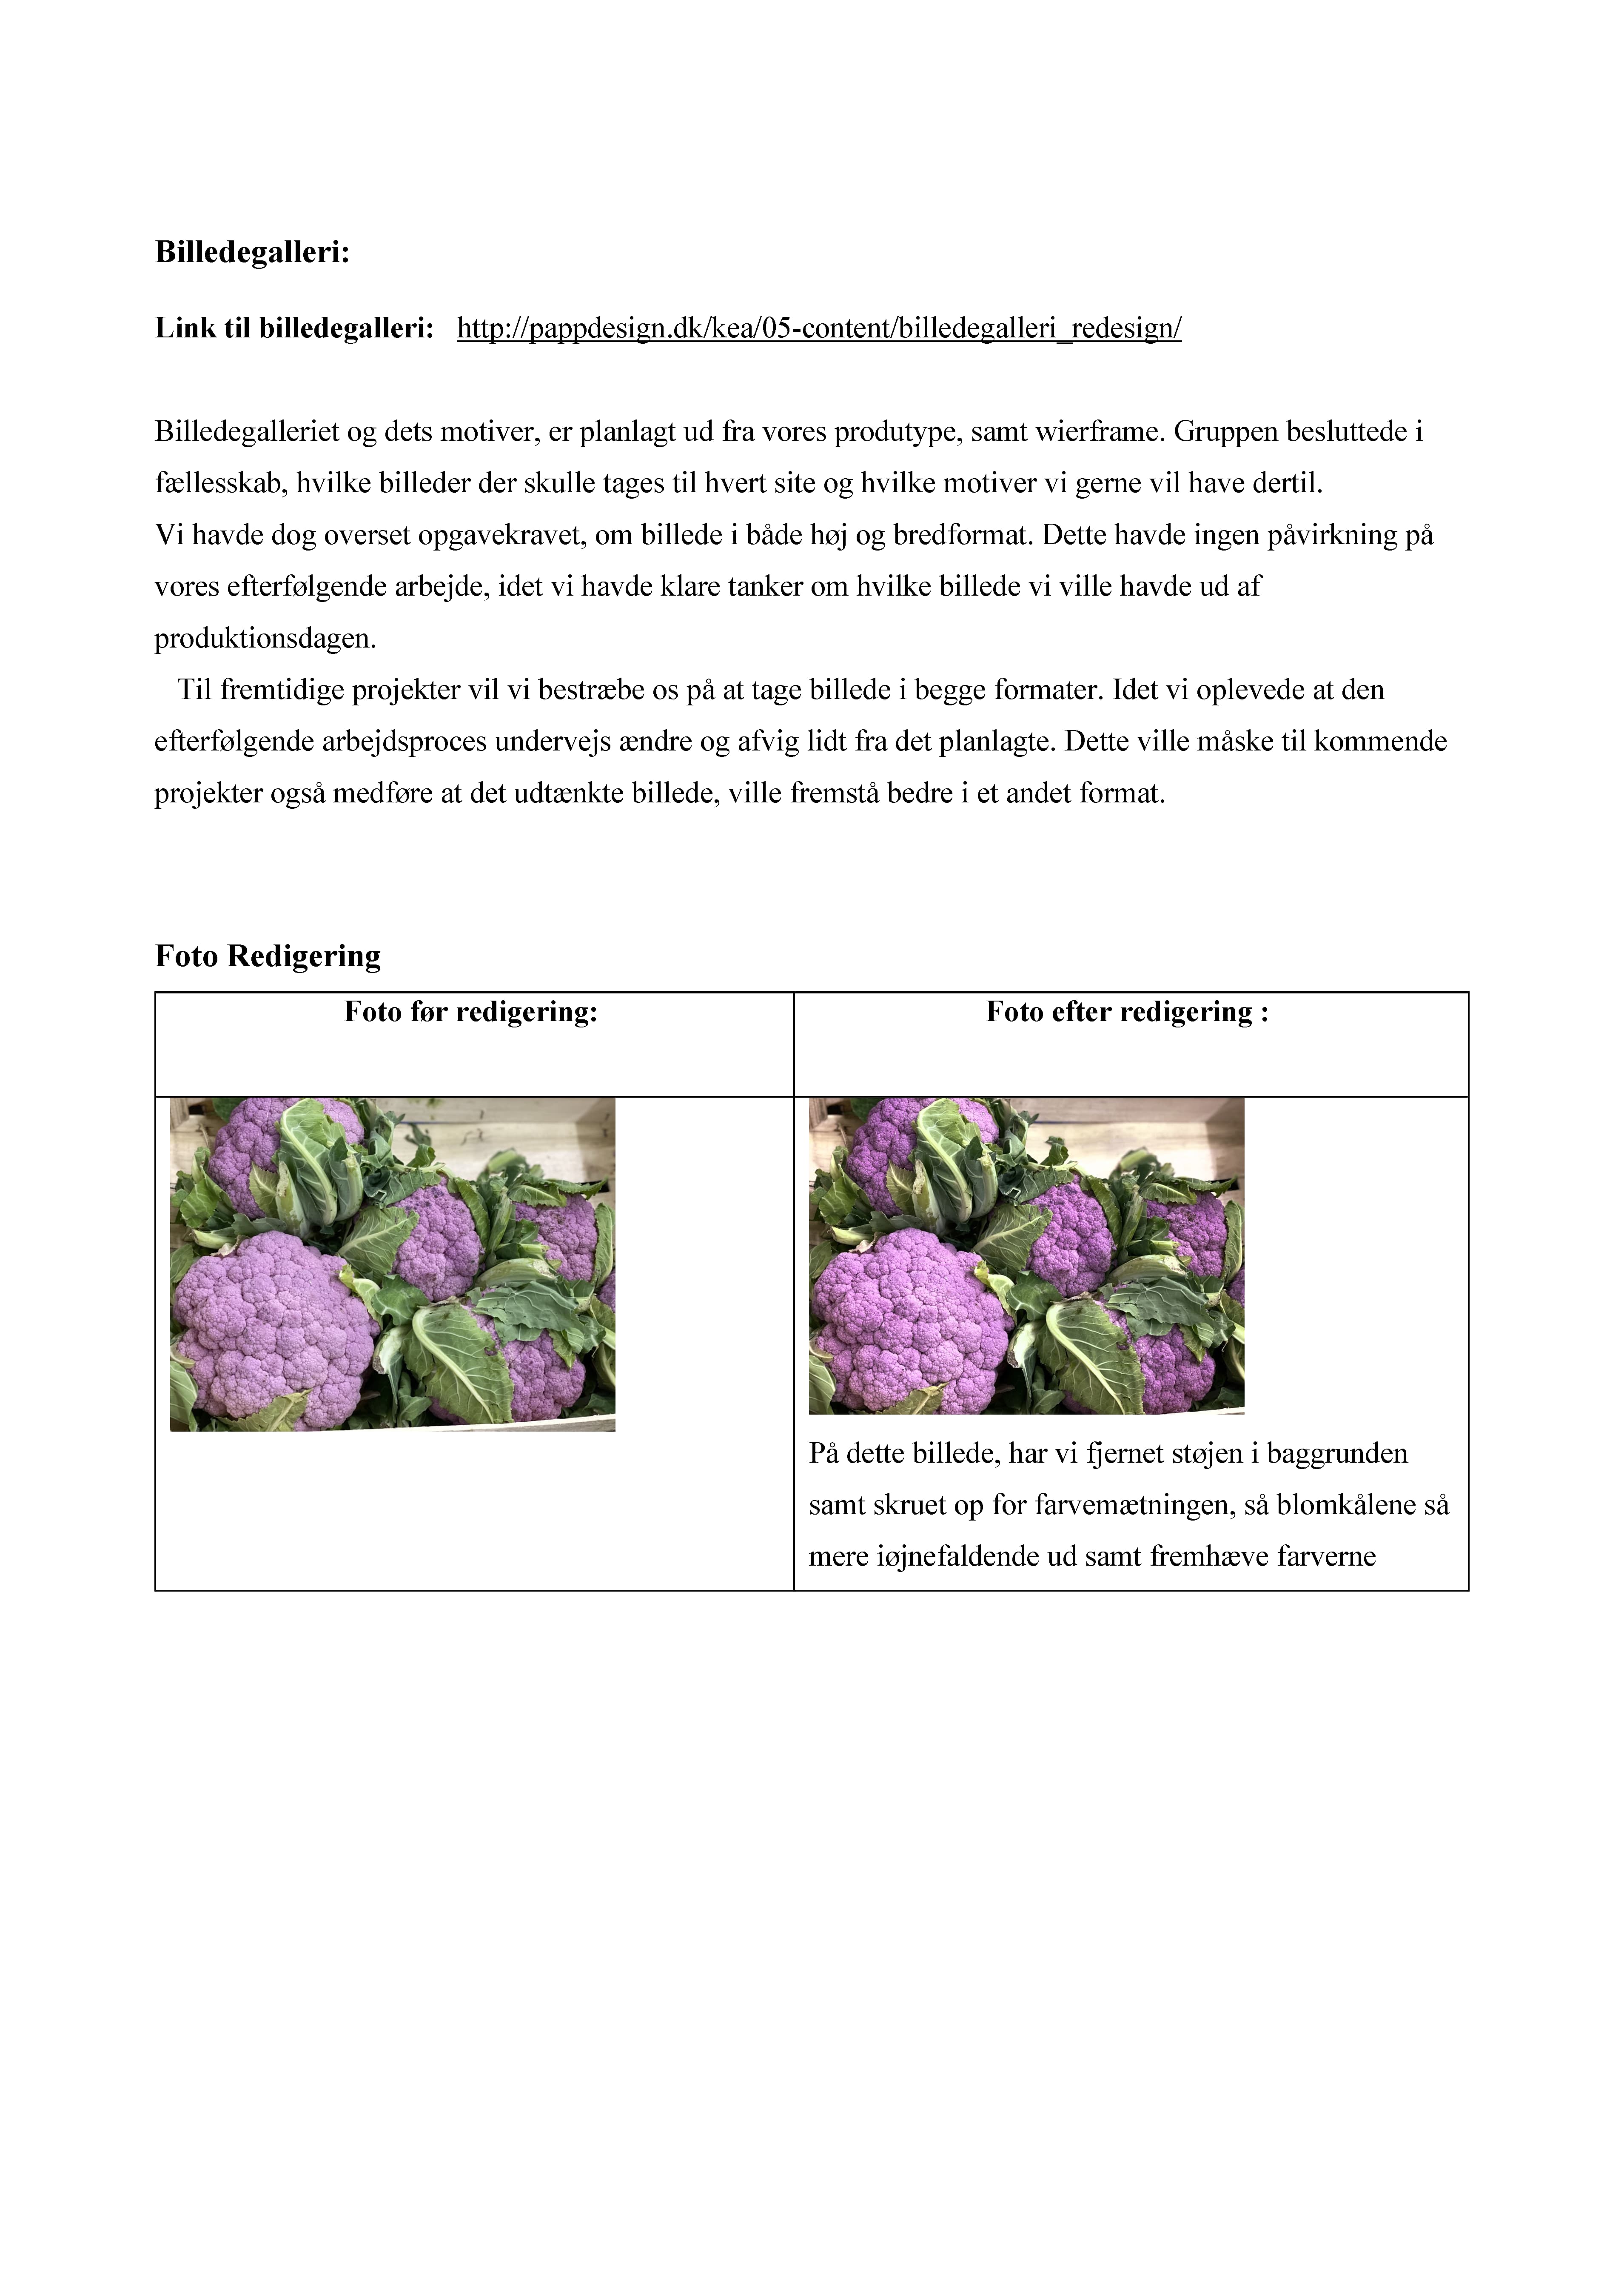 Billedegalleri:
Link til billedegalleri: http://pappdesign.dk/kea/05-content/billedegalleri_redesign/
Billedegalleriet og dets motiver, er planlagt ud fra vores produtype, samt wierframe. Gruppen besluttede i
fællesskab, hvilke billeder der skulle tages til hvert site og hvilke motiver vi gerne vil have dertil.
Vi havde dog overset opgavekravet, om billede i både høj og bredformat. Dette havde ingen påvirkning på
vores efterfølgende arbejde, idet vi havde klare tanker om hvilke billede vi ville havde ud af
produktionsdagen.
Til fremtidige projekter vil vi bestræbe os på at tage billede i begge formater. Idet vi oplevede at den
efterfølgende arbejdsproces undervejs ændre og afvig lidt fra det planlagte. Dette ville måske til kommende
projekter også medføre at det udtænkte billede, ville fremstå bedre i et andet format.
Foto Redigering
Foto før redigering:
Foto efter redigering :
På dette billede, har vi fjernet støjen i baggrunden
samt skruet op for farvemætningen, så blomkålene så
mere iøjnefaldende ud samt fremhæve farverne